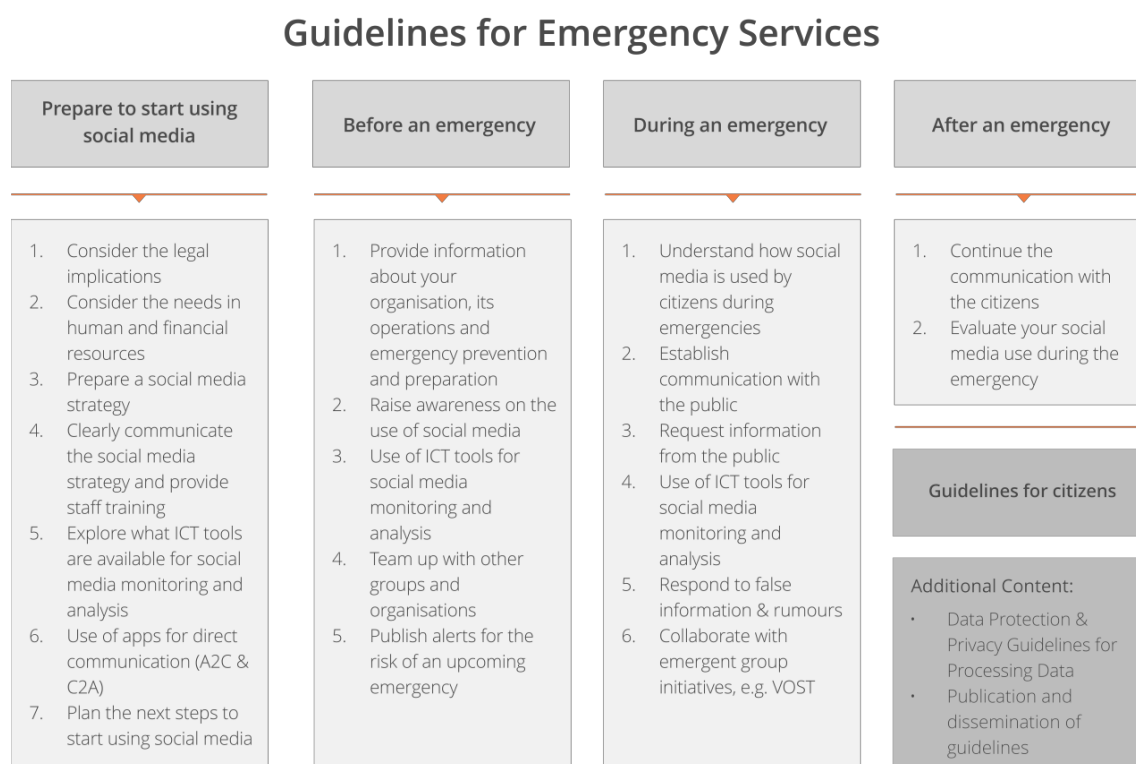 Guidelines for Emergency Services
Prepare to start using
social media
1. Consider the legal
implications
2. Consider the needs in
human and financial
resources
3. Prepare a social media
strategy
4. Clearly communicate
the social media
strategy and provide
staff training
5. Explore what ICT tools
are available for social
media monitoring and
analysis
6. Use of apps for direct
communication (A2C &
C2A)
7. Plan the next steps to
start using social media
Before an emergency
1. Provide information
about your
organisation, its
operations and
emergency prevention
and preparation
2. Raise awareness on the
use of social media
3. Use of ICT tools for
social media
monitoring and
analysis
4. Team up with other
groups and
organisations
5. Publish alerts for the
risk of an upcoming
emergency
During an emergency
1. Understand how social
media is used by
citizens during
emergencies
2. Establish
communication with
the public
3. Request information
from the public
4. Use of ICT tools for
social media
monitoring and
analysis
5. Respond to false
information & rumours
6. Collaborate with
emergent group
initiatives, e.g. VOST
After an emergency
1. Continue the
communication with
the citizens
2. Evaluate your social
media use during the
emergency
Guidelines for citizens
Additional Content:
• Data Protection &
Privacy Guidelines for
Processing Data
• Publication and
dissemination of
guidelines